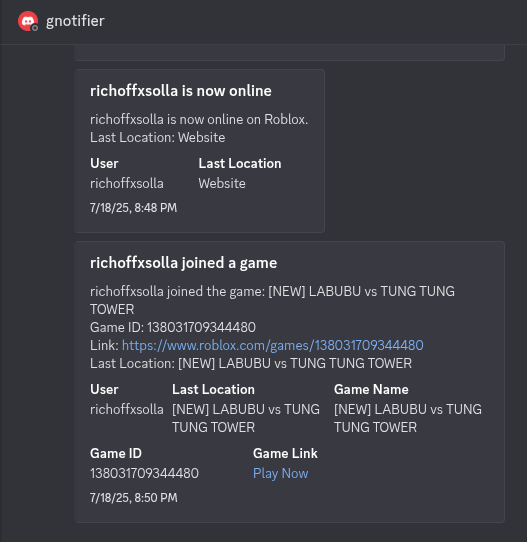 gnotifier
richoffxsolla is now online
richoffxsolla is now online on Roblox.
Last Location: Website
User Last Location
richoffxsolla Website
7/18/25, 8:48 PM
richoffxsolla joined a game
richoffxsolla joined the game: [NEW] LABUBU vs TUNG TUNG
TOWER
Game ID: 138031709344480
Link: https://www.roblox.com/games/138031709344480
Last Location: [NEW] LABUBU vs TUNG TUNG TOWER
User Last Location Game Name
richoffxsolla [NEW] LABUBU vs TUNG [NEW] LABUBU vs TUNG
TUNG TOWER TUNG TOWER
Game ID Game Link
138031709344480 Play Now
7/18/25, 8:50 PM